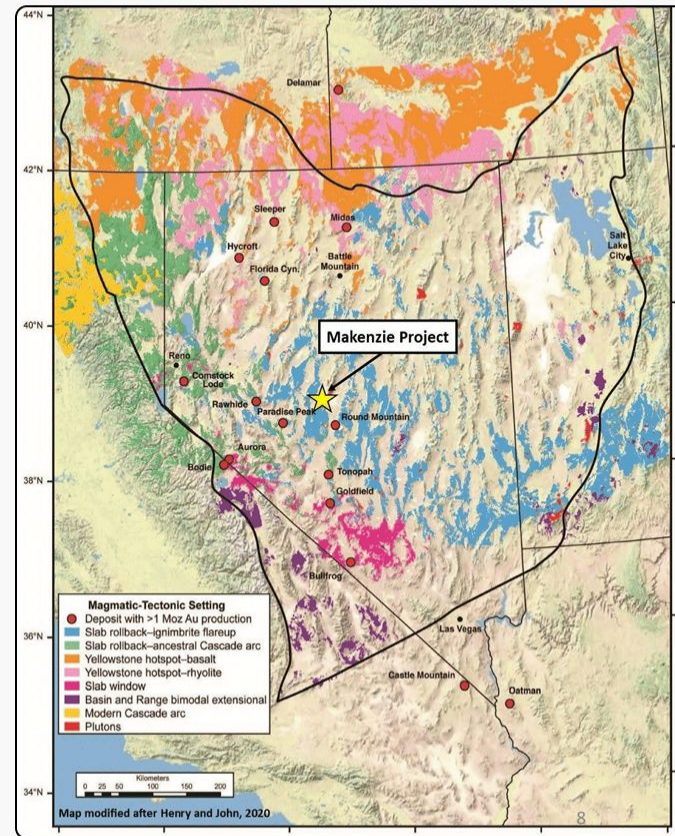 44°N
Delamar
42°N
Sleeper
Midas
Hycroft
Battle
Mountain
Florida Cyn.
Salt
Lake
City
40°N
Makenzie Project
Reno
Comstock
Lode
Rawhide
Paradise Peak
Round Mountain
Aurora
Bodie
38°N
Tonopah
Goldfield
Bullfrog
Magmatic-Tectonic Setting
Deposit with >1 Moz Au production
Slab rollback–ignimbrite flareup
Slab rollback–ancestral Cascade arc
Yellowstone hotspot–basalt
Yellowstone hotspot–rhyolite
Slab window
Basin and Range bimodal extensional
Modern Cascade arc
Plutons
36°N
Las Vegas
Castle Mountain
Oatman
Kilometers
0 25 50 100 150 200
34°N
Map modified after Henry and John, 2020
8